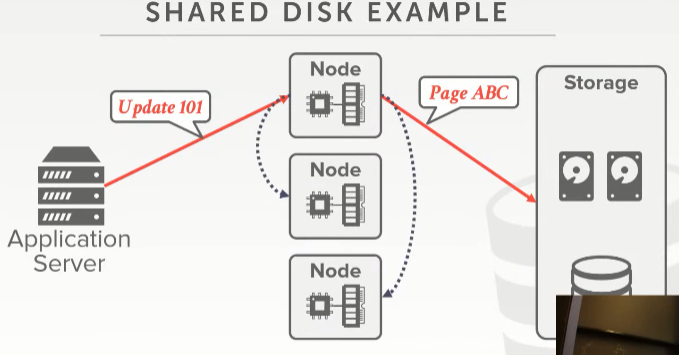 SHARED DISK EXAMPLE
Node
Update 101
Page ABC
Storage
Node
Application
Server
Node